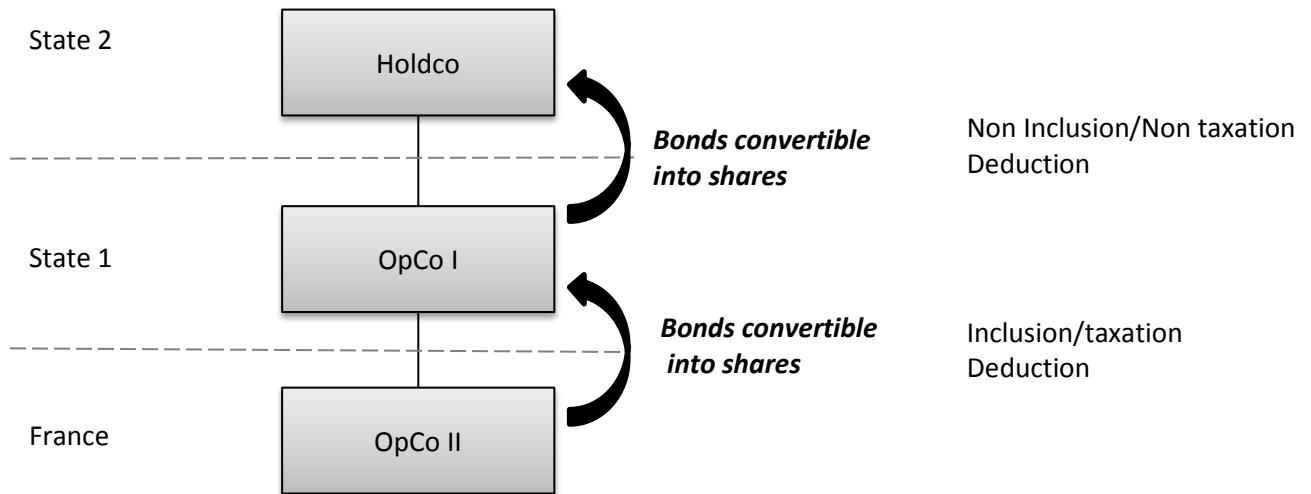 State 2
Holdco
Bonds convertible
into shares
Non Inclusion/Non taxation
Deduction
State 1
OpCo I
Bonds convertible
into shares
Inclusion/taxation
Deduction
France
OpCo II